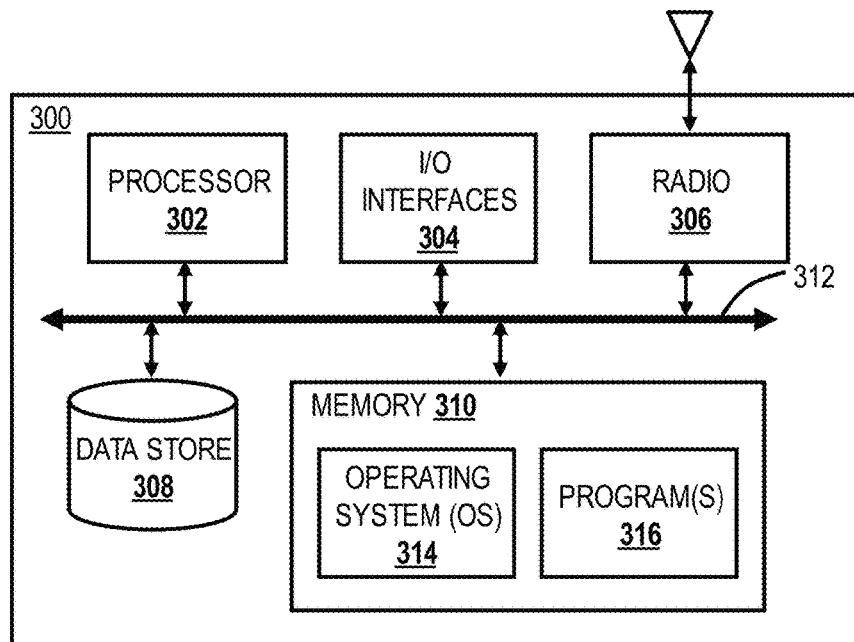 300
PROCESSOR
302
I/O
INTERFACES
304
RADIO
306
312
DATA STORE
308
MEMORY 310
OPERATING
SYSTEM (OS)
314
PROGRAM(S)
316